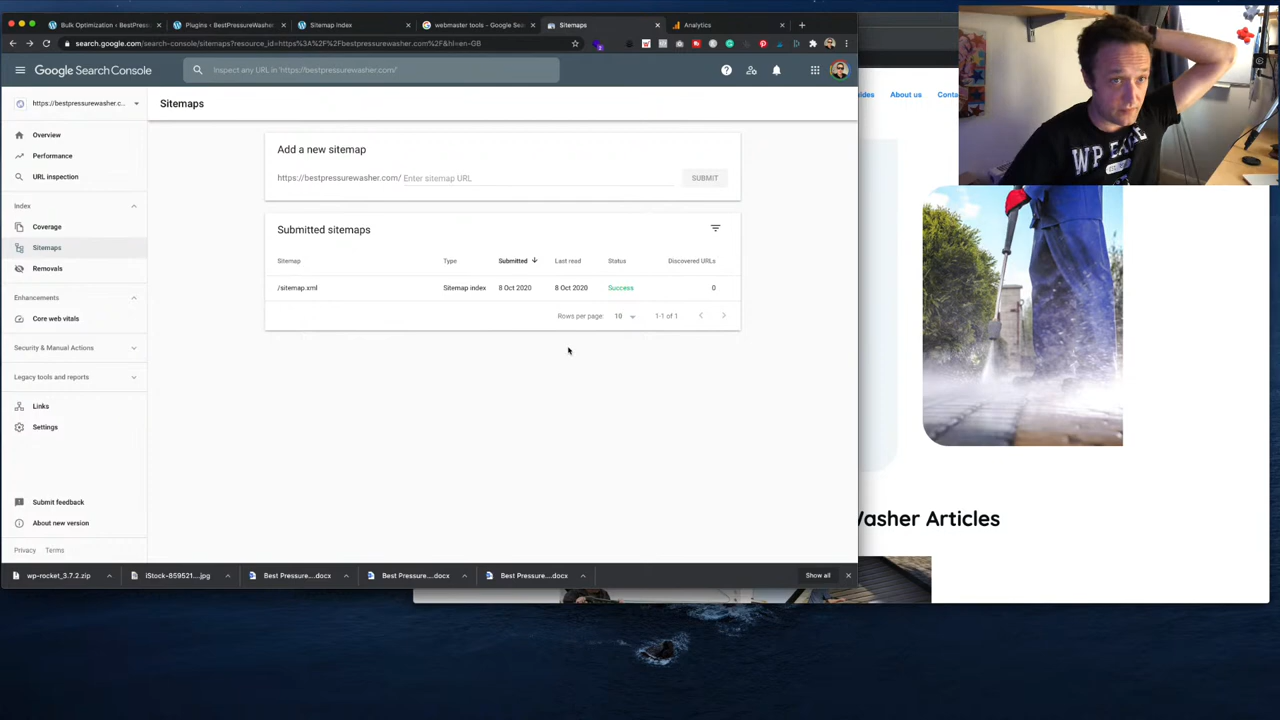 Bulk Optimization ‹ BestPress
Plugins ‹ BestPressureWasher
Sitemap Index
webmaster tools - Google Sea
Sitemaps
Analytics
search.google.com/search-console/sitemaps?resource_id=https%3A%2F%2Fbestpressurewasher.com%2F&hl=en-GB
Google Search Console
Inspect any URL in 'https://bestpressurewasher.com/'
https://bestpressurewasher.c...
Sitemaps
Overview
Performance
URL inspection
Index
Coverage
Sitemaps
Removals
Enhancements
Core web vitals
Security & Manual Actions
Legacy tools and reports
Links
Settings
Submit feedback
About new version
Privacy Terms
Add a new sitemap
https://bestpressurewasher.com/ Enter sitemap URL
SUBMIT
Submitted sitemaps
Sitemap Type Submitted Last read Status Discovered URLs
/sitemap.xml Sitemap index 8 Oct 2020 8 Oct 2020 Success 0
Rows per page: 10 1-1 of 1
wp-rocket_3.7.2.zip
iStock-859521....jpg
Best Pressure....docx
Best Pressure....docx
Best Pressure....docx
Show all
uides About us Conta
Washer Articles